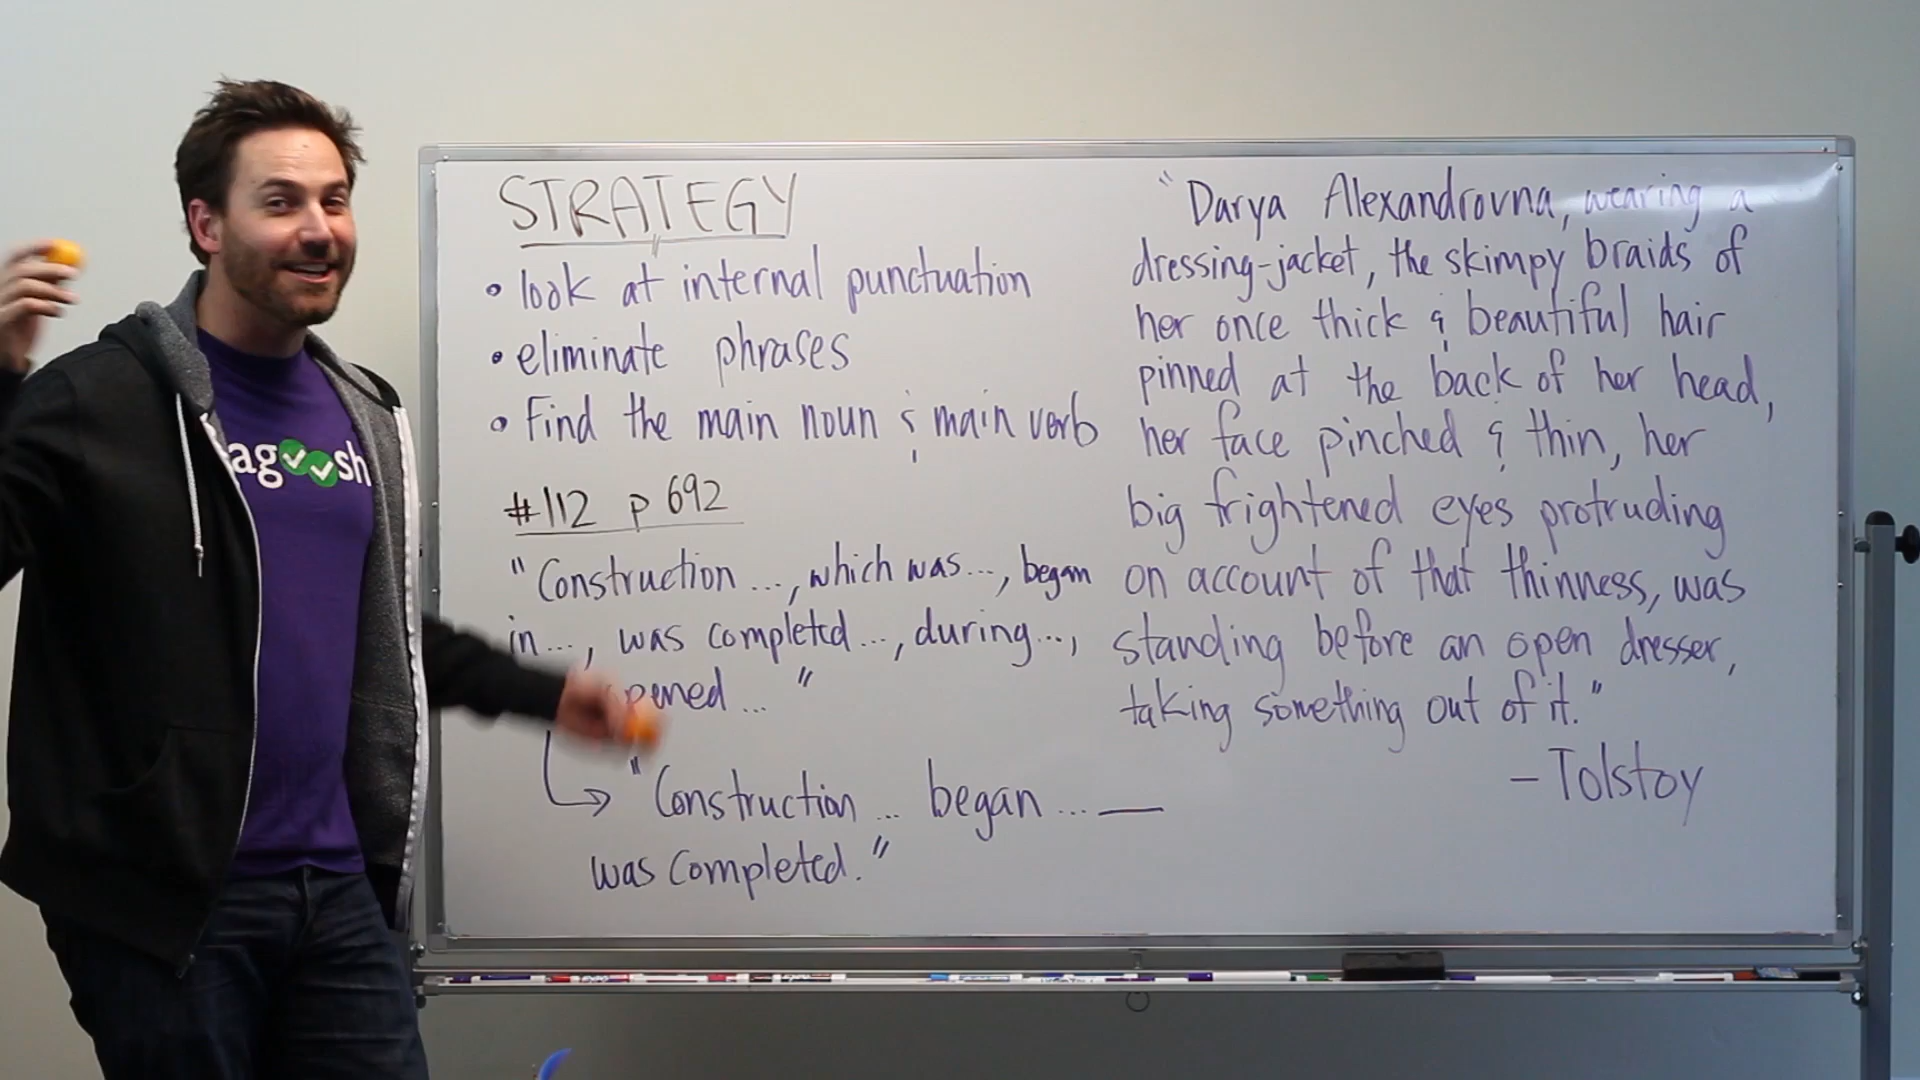 STRATEGY
• look at internal punctuation
• eliminate phrases
• Find the main noun & main verb
#112 p 692
"Construction ..., which was ..., began
in ..., was completed ..., during ...,
pened ... "
"Construction ... began ... __
was completed."
"Darya Alexandrovna, wearing a
dressing-jacket, the skimpy braids of
her once thick & beautiful hair
pinned at the back of her head,
her face pinched & thin, her
big frightened eyes protruding
on account of that thinness, was
standing before an open dresser,
taking something out of it."
- Tolstoy
agoosh